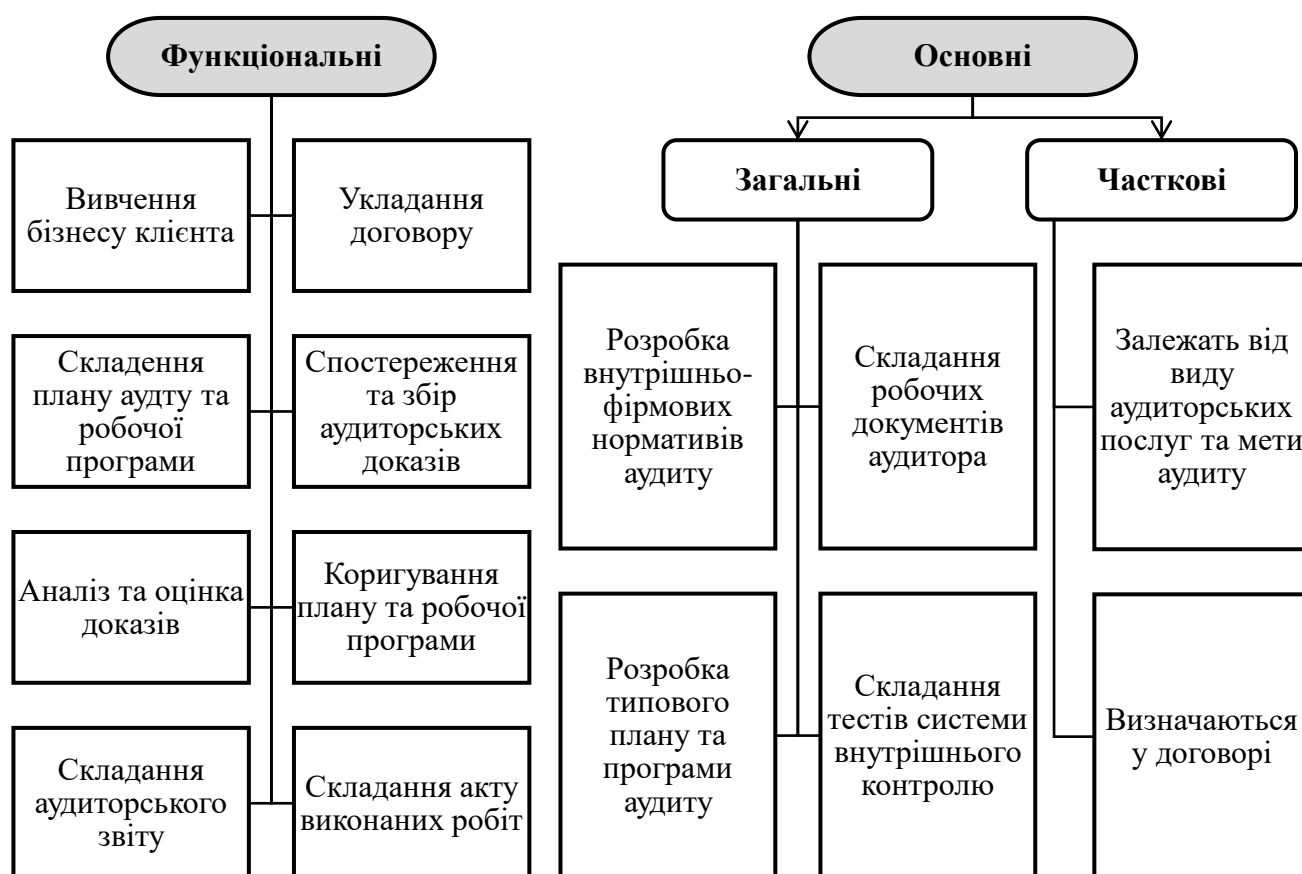 Функціональні
Вивчення
бізнесу клієнта
Укладання
договору
Складення
плану аудту та
робочої
програми
Спостереження
та збір
аудиторських
доказів
Аналіз та оцінка
доказів
Коригування
плану та робочої
програми
Складання
аудиторського
звіту
Складання акту
виконаних робіт
Основні
Загальні
Часткові
Розробка
внутрішньо-
фірмових
нормативів
аудиту
Складання
робочих
документів
аудитора
Залежать від
виду
аудиторських
послуг та мети
аудиту
Розробка
типового
плану та
програми
аудиту
Складання
тестів системи
внутрішнього
контролю
Визначаються
у договорі